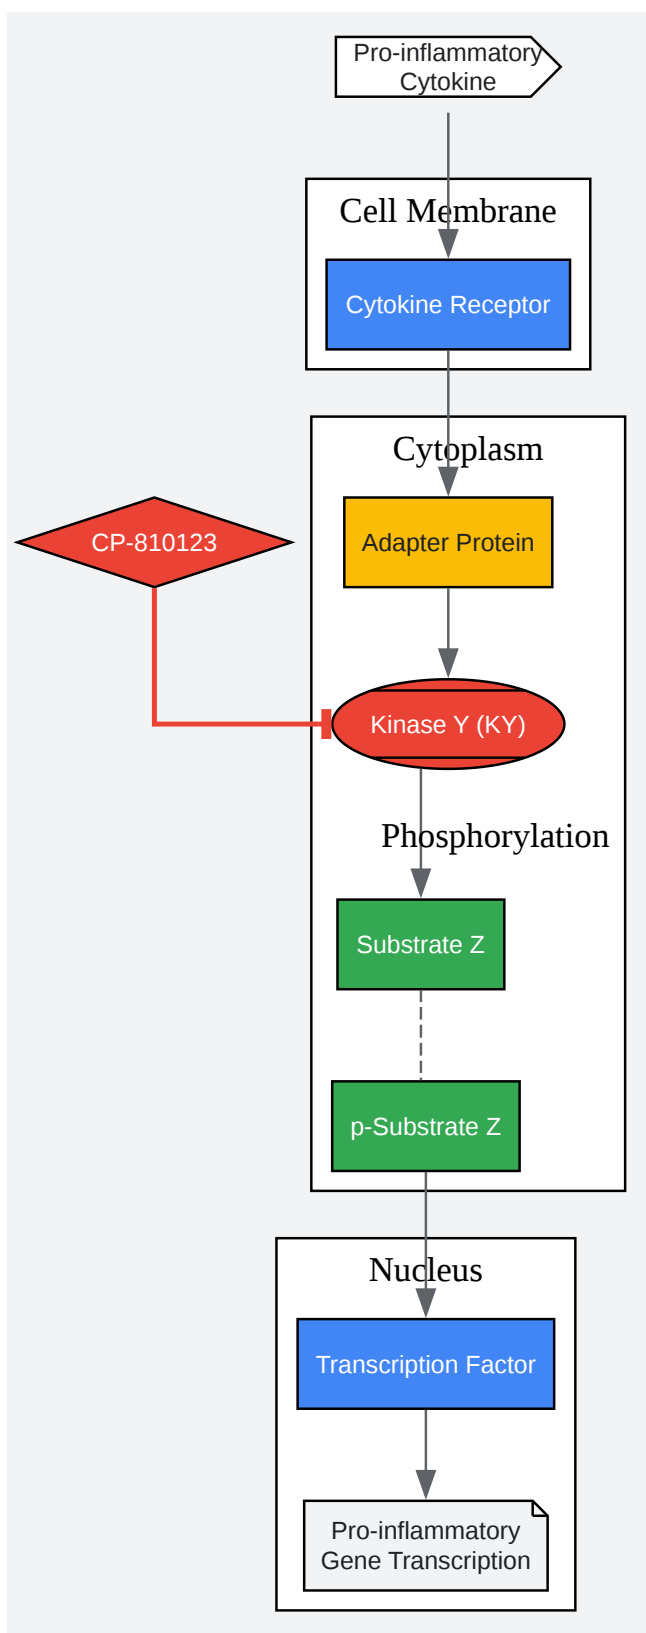 Pro-inflammatory
Cytokine
Cell Membrane
Cytokine Receptor
Cytoplasm
CP-810123
Adapter Protein
Kinase Y (KY)
Phosphorylation
Substrate Z
p-Substrate Z
Nucleus
Transcription Factor
Pro-inflammatory
Gene Transcription